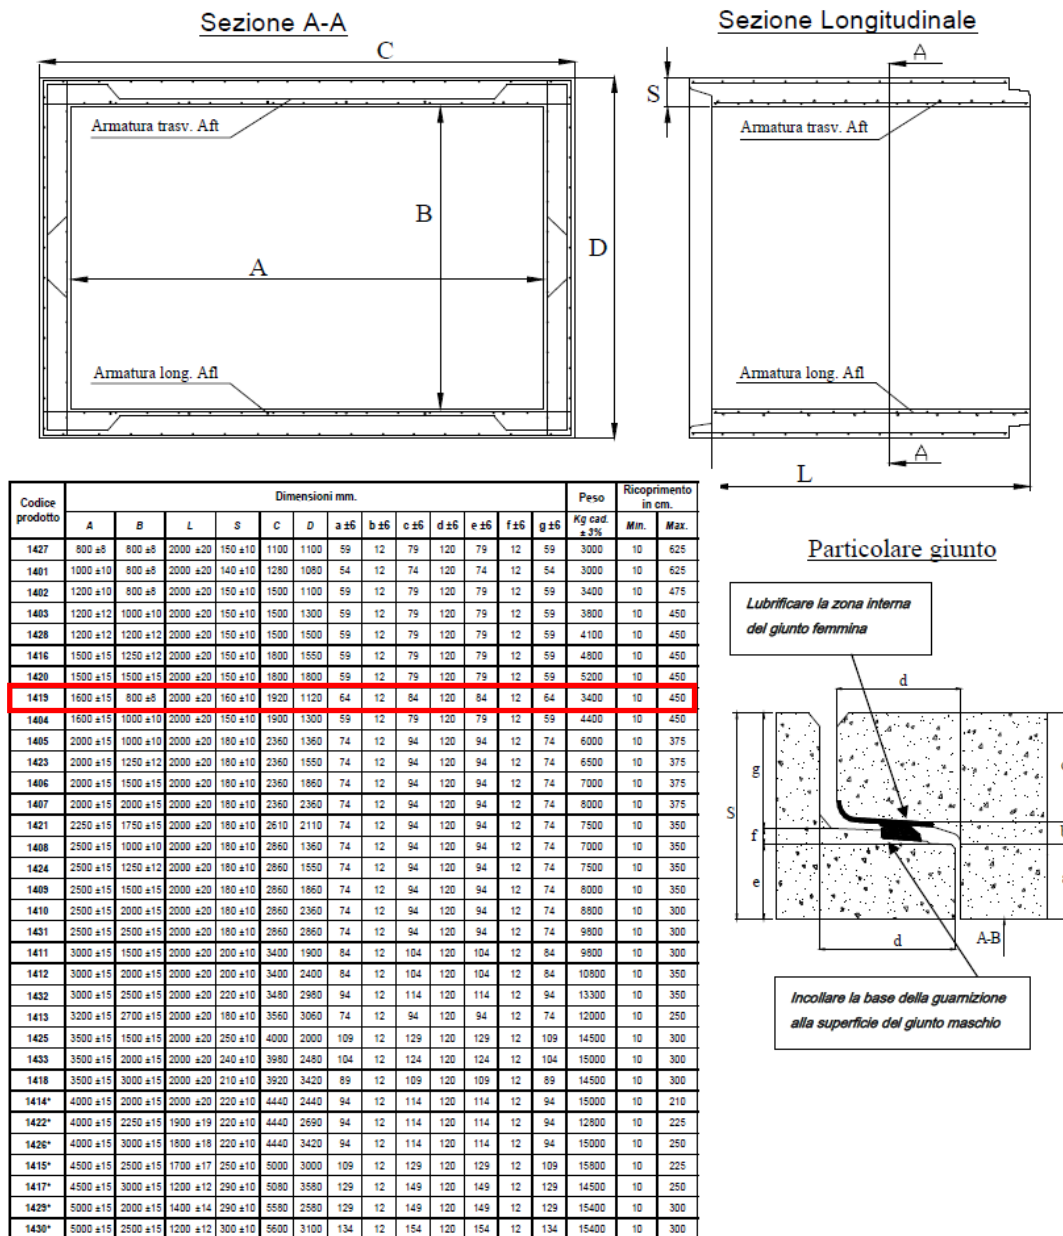 Sezione A-A
Sezione Longitudinale
C
A
S
Armatura trasv. Aft
Armatura trasv. Aft
B
D
A
Armatura long. Afl
Armatura long. Afl
A
L
Codice prodotto Dimensioni mm. Peso Ricoprimento in cm.
A B L S C D a ±6 b ±6 c ±6 d ±6 e ±6 f ±6 g ±6 Kg cad. ± 3% Min. Max.
1427 800 ±8 800 ±8 2000 ±20 150 ±10 1100 1100 59 12 79 120 79 12 59 3000 10 625
1401 1000 ±10 800 ±8 2000 ±20 140 ±10 1280 1080 54 12 74 120 74 12 54 3000 10 625
1402 1200 ±10 800 ±8 2000 ±20 150 ±10 1500 1100 59 12 79 120 79 12 59 3400 10 475
1403 1200 ±12 1000 ±10 2000 ±20 150 ±10 1500 1300 59 12 79 120 79 12 59 3800 10 450
1428 1200 ±12 1200 ±12 2000 ±20 150 ±10 1500 1500 59 12 79 120 79 12 59 4100 10 450
1416 1500 ±15 1250 ±12 2000 ±20 150 ±10 1800 1550 59 12 79 120 79 12 59 4800 10 450
1420 1500 ±15 1500 ±15 2000 ±20 150 ±10 1800 1800 59 12 79 120 79 12 59 5200 10 450
1419 1600 ±15 800 ±8 2000 ±20 160 ±10 1920 1120 64 12 84 120 84 12 64 3400 10 450
1404 1600 ±15 1000 ±10 2000 ±20 150 ±10 1900 1300 59 12 79 120 79 12 59 4400 10 450
1405 2000 ±15 1000 ±10 2000 ±20 180 ±10 2360 1360 74 12 94 120 94 12 74 6000 10 375
1423 2000 ±15 1250 ±12 2000 ±20 180 ±10 2360 1550 74 12 94 120 94 12 74 6500 10 375
1406 2000 ±15 1500 ±15 2000 ±20 180 ±10 2360 1860 74 12 94 120 94 12 74 7000 10 375
1407 2000 ±15 2000 ±15 2000 ±20 180 ±10 2360 2360 74 12 94 120 94 12 74 8000 10 375
1421 2250 ±15 1750 ±15 2000 ±20 180 ±10 2610 2110 74 12 94 120 94 12 74 7500 10 350
1408 2500 ±15 1000 ±10 2000 ±20 180 ±10 2860 1360 74 12 94 120 94 12 74 7000 10 350
1424 2500 ±15 1250 ±12 2000 ±20 180 ±10 2860 1550 74 12 94 120 94 12 74 7500 10 350
1409 2500 ±15 1500 ±15 2000 ±20 180 ±10 2860 1860 74 12 94 120 94 12 74 8000 10 350
1410 2500 ±15 2000 ±15 2000 ±20 180 ±10 2860 2360 74 12 94 120 94 12 74 8800 10 300
1431 2500 ±15 2500 ±15 2000 ±20 180 ±10 2860 2860 74 12 94 120 94 12 74 9800 10 300
1411 3000 ±15 1500 ±15 2000 ±20 200 ±10 3400 1900 84 12 104 120 104 12 84 9800 10 300
1412 3000 ±15 2000 ±15 2000 ±20 200 ±10 3400 2400 84 12 104 120 104 12 84 10800 10 350
1432 3000 ±15 2500 ±15 2000 ±20 220 ±10 3480 2980 94 12 114 120 114 12 94 13300 10 350
1413 3200 ±15 2700 ±15 2000 ±20 180 ±10 3560 3060 74 12 94 120 94 12 74 12000 10 250
1425 3500 ±15 1500 ±15 2000 ±20 250 ±10 4000 2000 109 12 129 120 129 12 109 14500 10 300
1433 3500 ±15 2000 ±15 2000 ±20 240 ±10 3980 2480 104 12 124 120 124 12 104 15000 10 300
1418 3500 ±15 3000 ±15 2000 ±20 210 ±10 3920 3420 89 12 109 120 109 12 89 14500 10 300
1414* 4000 ±15 2000 ±15 2000 ±20 220 ±10 4440 2440 94 12 114 120 114 12 94 15000 10 210
1422* 4000 ±15 2250 ±15 1900 ±19 220 ±10 4440 2690 94 12 114 120 114 12 94 12800 10 225
1426* 4000 ±15 3000 ±15 1800 ±18 220 ±10 4440 3420 94 12 114 120 114 12 94 15000 10 250
1415* 4500 ±15 2500 ±15 1700 ±17 250 ±10 5000 3000 109 12 129 120 129 12 109 15800 10 225
1417* 4500 ±15 3000 ±15 1200 ±12 290 ±10 5080 3580 129 12 149 120 149 12 129 14500 10 250
1429* 5000 ±15 2000 ±15 1400 ±14 290 ±10 5580 2580 129 12 149 120 149 12 129 15400 10 300
1430* 5000 ±15 2500 ±15 1200 ±12 300 ±10 5600 3100 134 12 154 120 154 12 134 15400 10 300
Particolare giunto
Lubrificare la zona interna
del giunto femmina
d
g
S
f
e
d
A-B
Incollare la base della guarnizione
alla superficie del giunto maschio